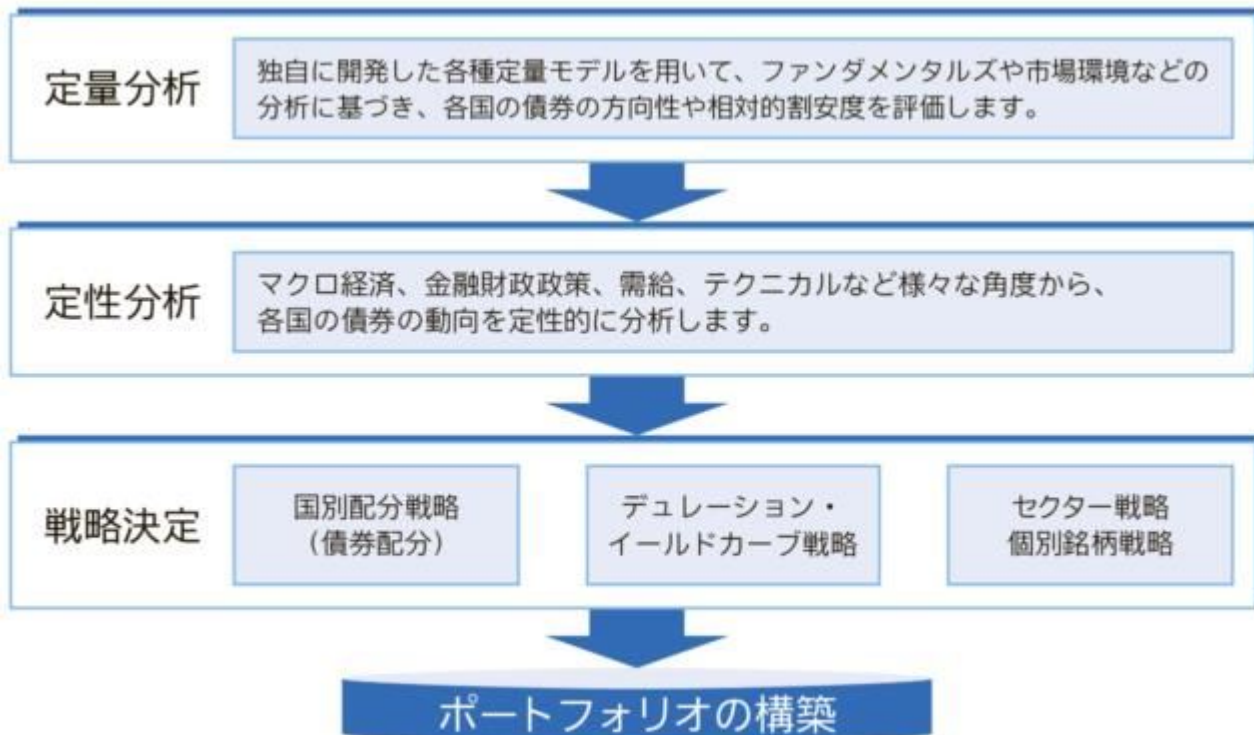 定量分析
独自に開発した各種定量モデルを用いて、ファンダメンタルズや市場環境などの
分析に基づき、各国の債券の方向性や相対的割安度を評価します。
定性分析
マクロ経済、金融財政政策、需給、テクニカルなど様々な角度から、
各国の債券の動向を定性的に分析します。
戦略決定
国別配分戦略
（債券配分）
デュレーション・
イールドカーブ戦略
セクター戦略
個別銘柄戦略
ポートフォリオの構築